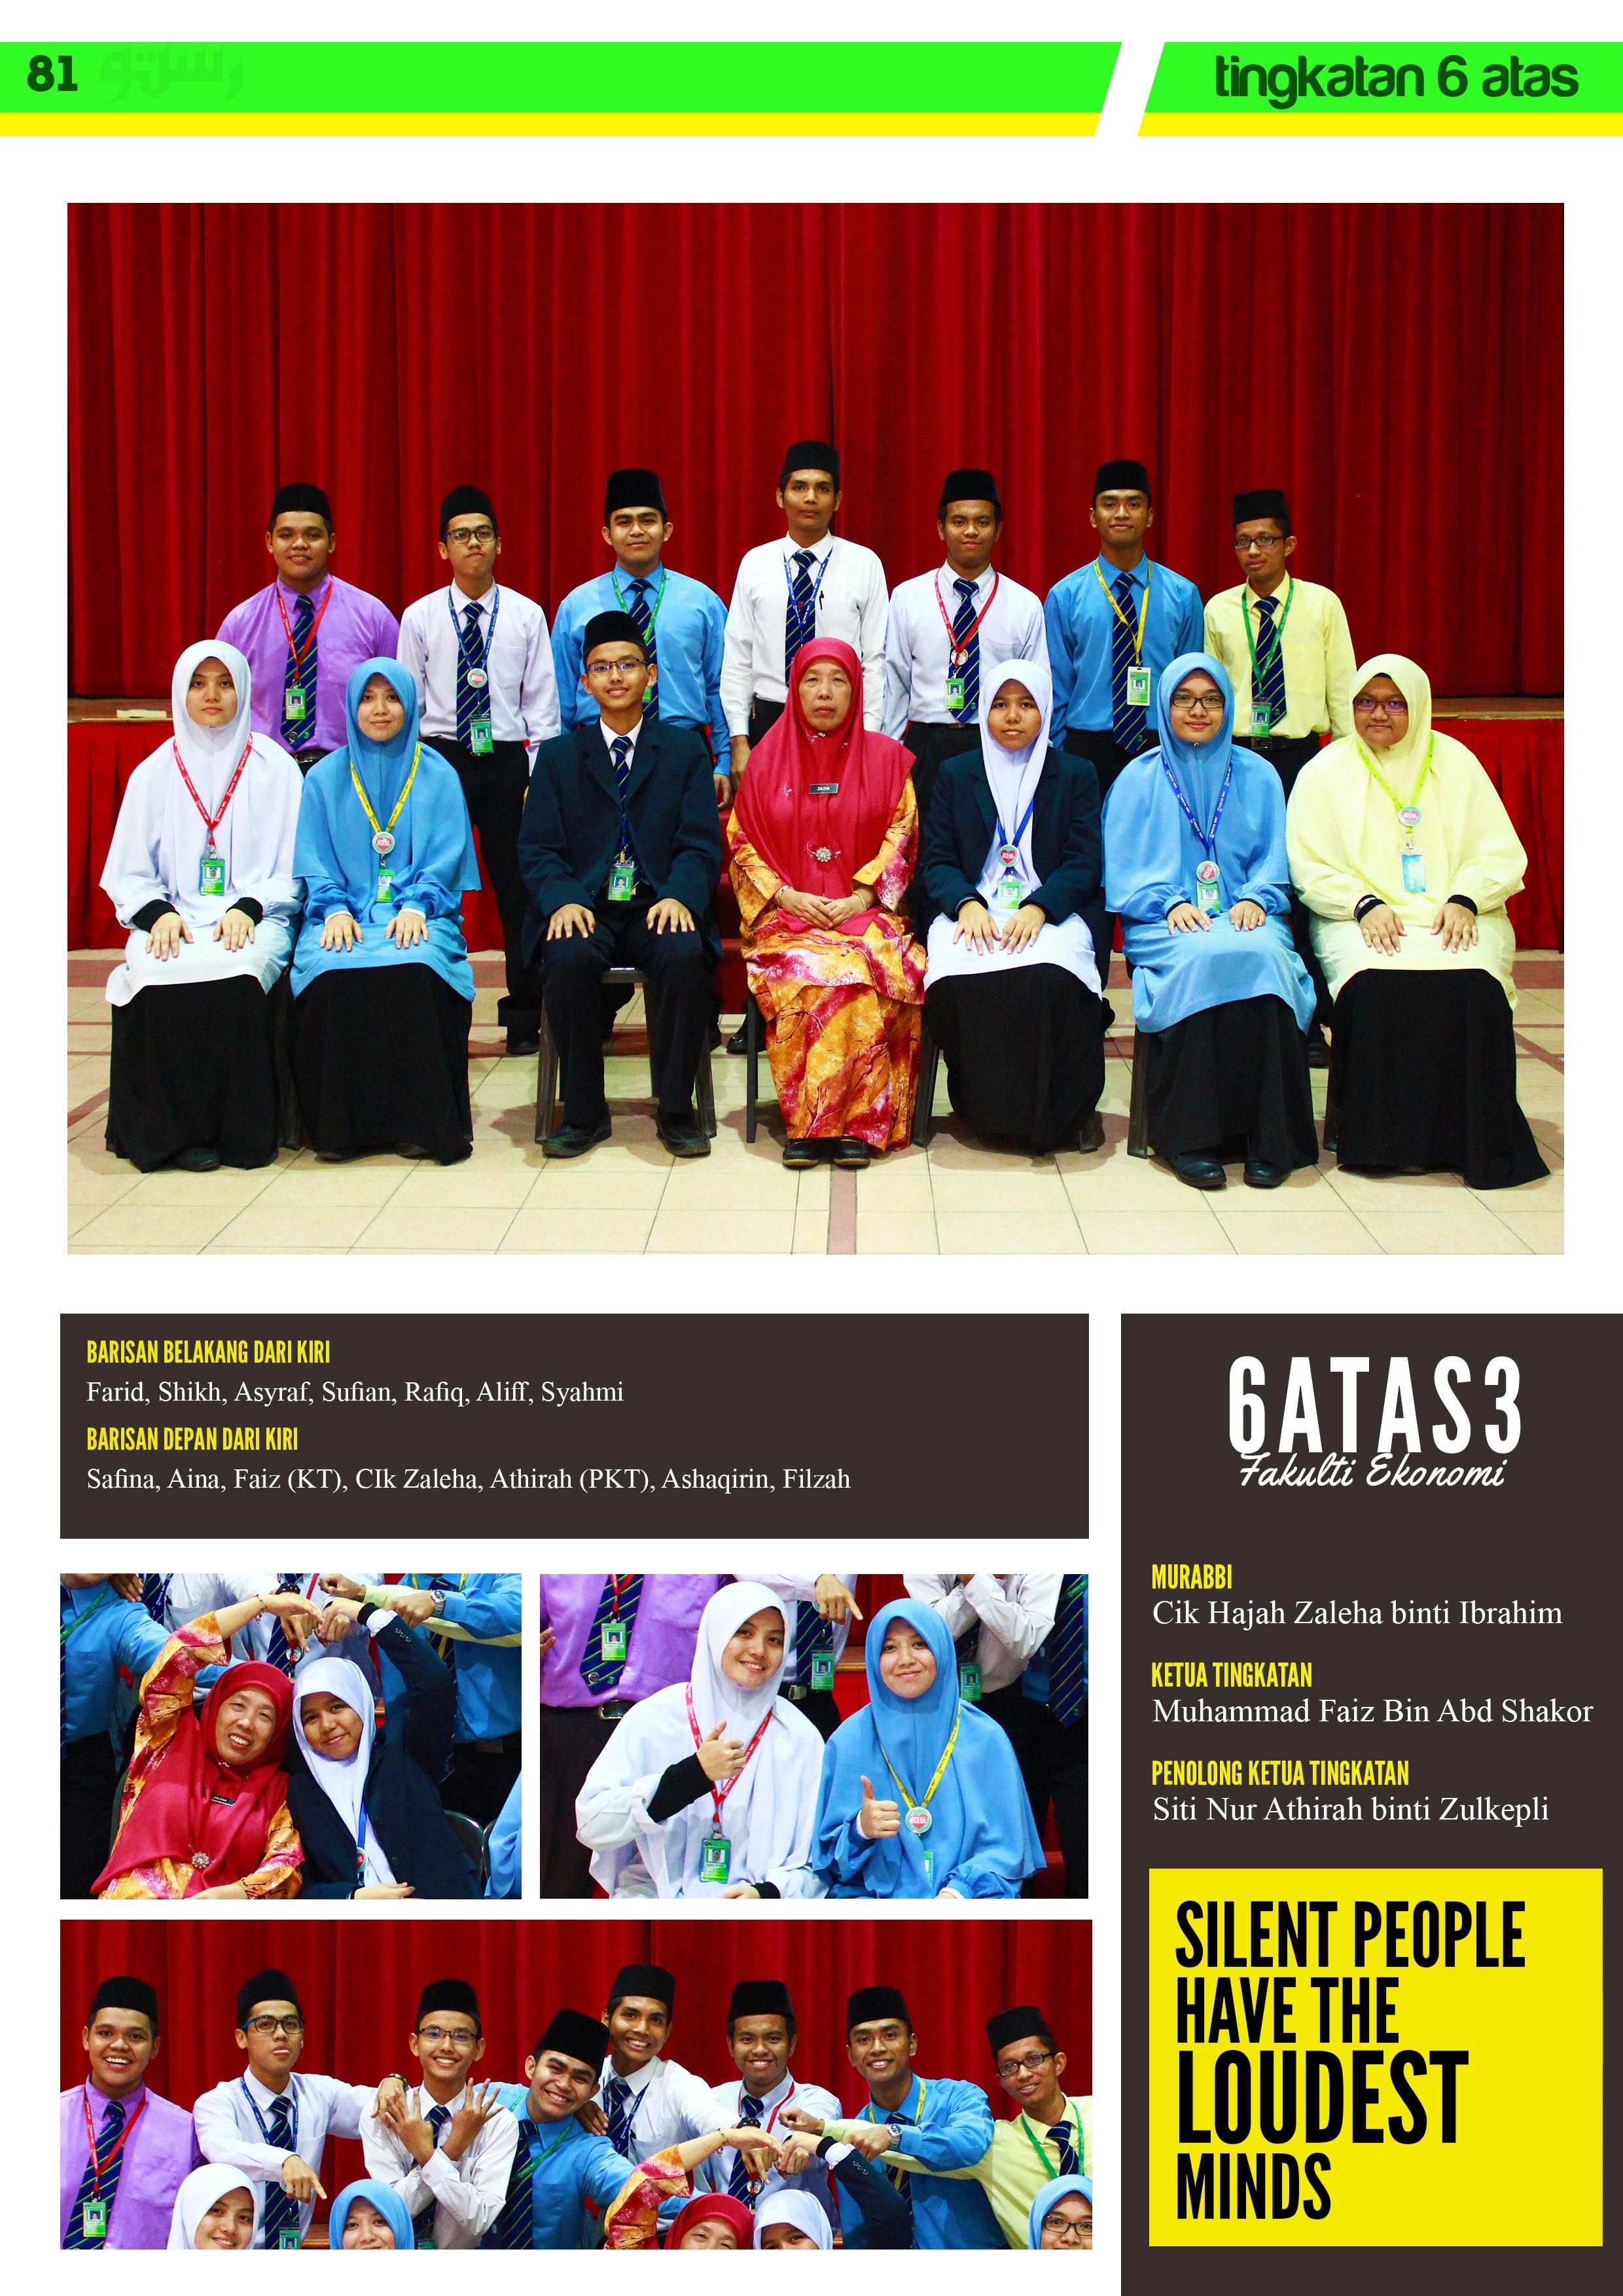 81 رستو
tingkatan 6 atas
BARISAN BELAKANG DARI KIRI
Farid, Shikh, Asyraf, Sufian, Rafiq, Aliff, Syahmi
BARISAN DEPAN DARI KIRI
Safina, Aina, Faiz (KT), CIk Zaleha, Athirah (PKT), Ashaqirin, Filzah
6ATAS3
Fakulti Ekonomi
MURABBI
Cik Hajah Zaleha binti Ibrahim
KETUA TINGKATAN
Muhammad Faiz Bin Abd Shakor
PENOLONG KETUA TINGKATAN
Siti Nur Athirah binti Zulkepli
SILENT PEOPLE
HAVE THE
LOUDEST
MINDS